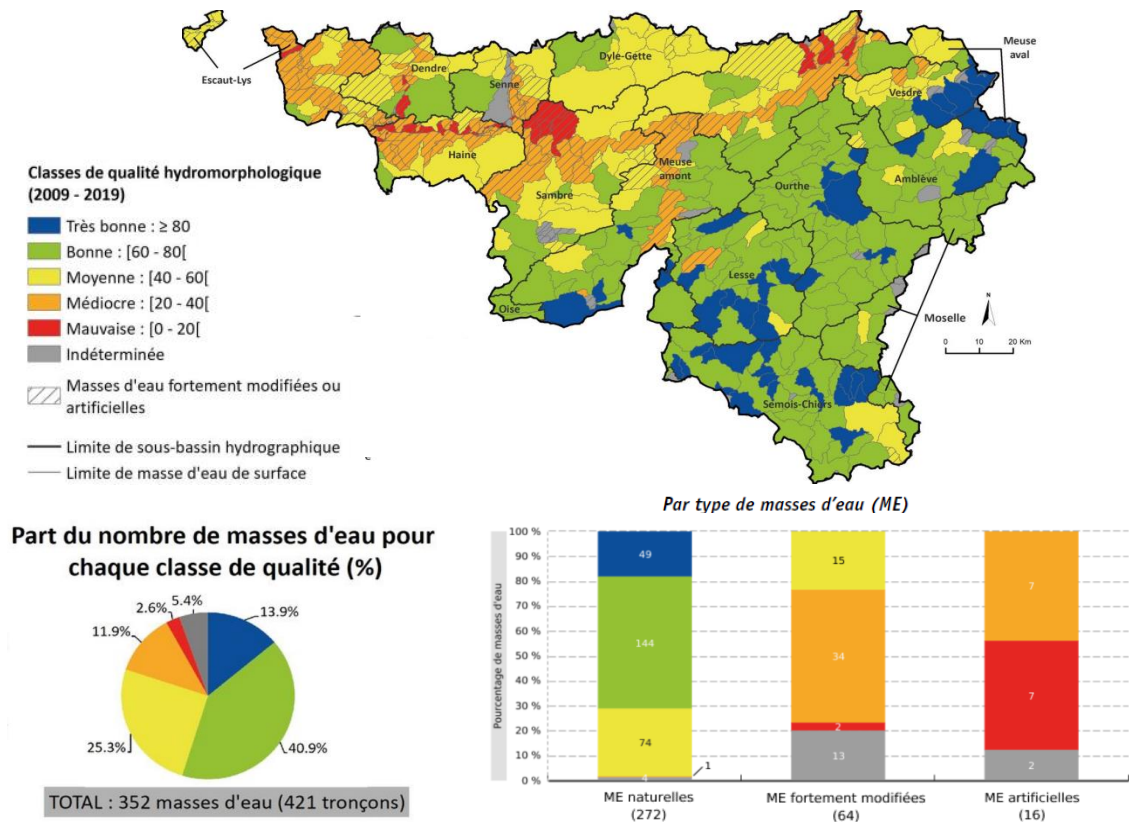 Escaut-Lys
Dendre
Senne
Dyle-Gette
Meuse
aval
Vesdre
Haine
Meuse
amont
Ourthe
Amblève
Sambre
Lesse
Oise
Moselle
Semois-Chiers
N
0 10 20 Km
Classes de qualité hydromorphologique
(2009 - 2019)
Très bonne : ≥ 80
Bonne : [60 - 80[
Moyenne : [40 - 60[
Médiocre : [20 - 40[
Mauvaise : [0 - 20[
Indéterminée
Masses d'eau fortement modifiées ou
artificielles
Limite de sous-bassin hydrographique
Limite de masse d'eau de surface
Part du nombre de masses d'eau pour
chaque classe de qualité (%)
5.4%
2.6%
13.9%
11.9%
25.3%
40.9%
TOTAL : 352 masses d'eau (421 tronçons)
Par type de masses d'eau (ME)
Pourcentage de masses d'eau
100 %
90 %
80 %
70 %
60 %
50 %
40 %
30 %
20 %
10 %
0 %
49
144
74
4
1
15
34
2
13
7
7
2
ME naturelles
(272)
ME fortement modifiées
(64)
ME artificielles
(16)